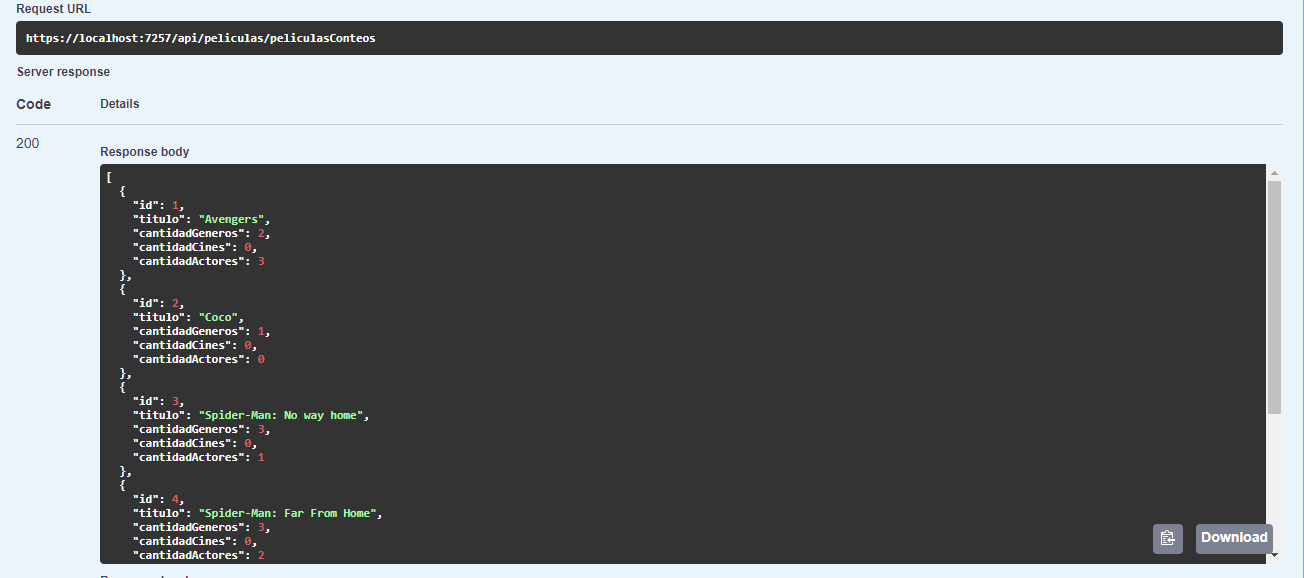 Request URL
https://localhost:7257/api/peliculas/peliculasConteos
Server response
Code Details
200
Response body
[
  {
    "id": 1,
    "titulo": "Avengers",
    "cantidadGeneros": 2,
    "cantidadCines": 0,
    "cantidadActores": 3
  },
  {
    "id": 2,
    "titulo": "Coco",
    "cantidadGeneros": 1,
    "cantidadCines": 0,
    "cantidadActores": 0
  },
  {
    "id": 3,
    "titulo": "Spider-Man: No way home",
    "cantidadGeneros": 3,
    "cantidadCines": 0,
    "cantidadActores": 1
  },
  {
    "id": 4,
    "titulo": "Spider-Man: Far From Home",
    "cantidadGeneros": 3,
    "cantidadCines": 0,
    "cantidadActores": 2
Download